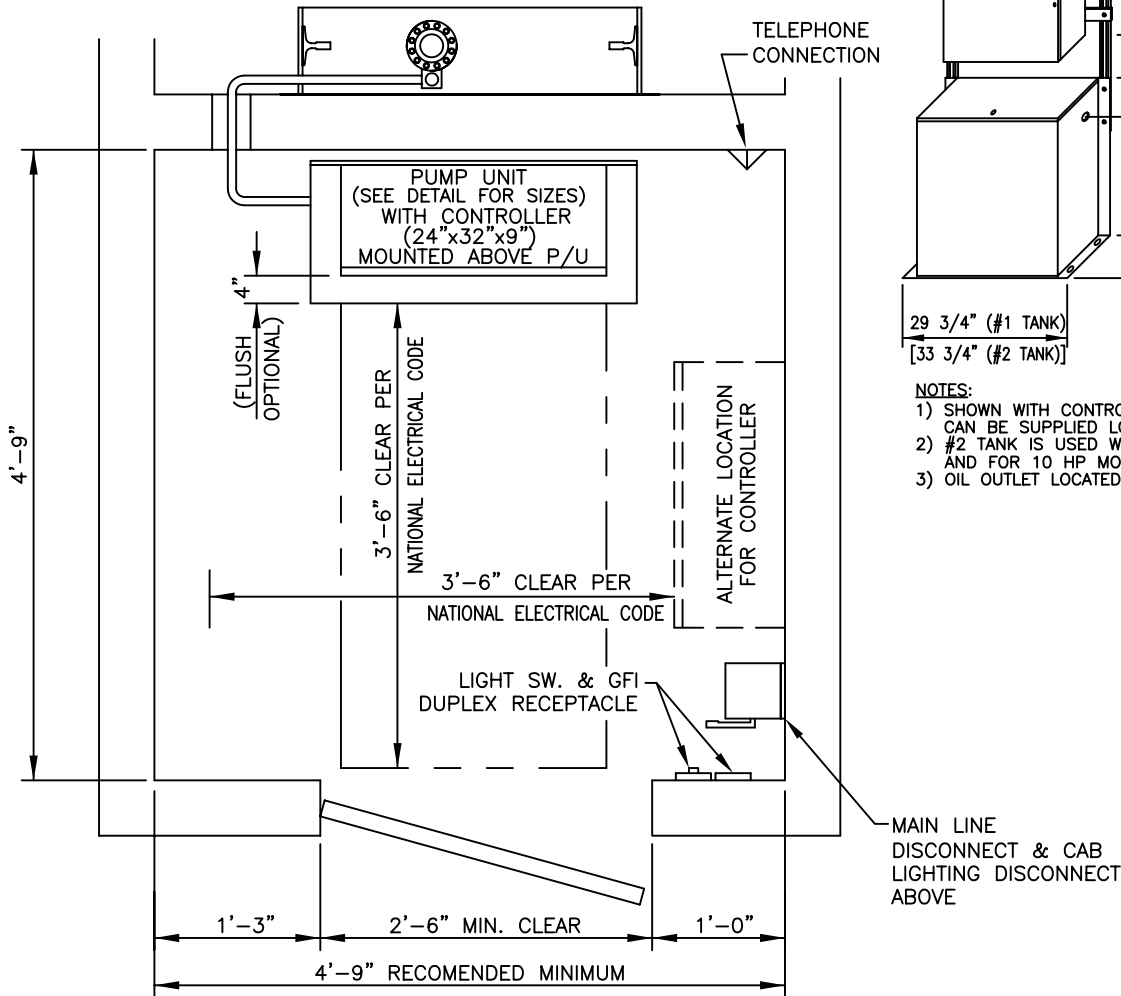 TELEPHONE
CONNECTION
PUMP UNIT
(SEE DETAIL FOR SIZES)
WITH CONTROLLER
(24"x32"x9")
MOUNTED ABOVE P/U
4"
(FLUSH
OPTIONAL)
4'-9"
3'-6" CLEAR PER
NATIONAL ELECTRICAL CODE
ALTERNATE LOCATION
FOR CONTROLLER
3'-6" CLEAR PER
NATIONAL ELECTRICAL CODE
LIGHT SW. & GFI
DUPLEX RECEPTACLE
MAIN LINE
DISCONNECT & CAB
LIGHTING DISCONNECT
ABOVE
1'-3"
2'-6" MIN. CLEAR
1'-0"
4'-9" RECOMENDED MINIMUM
29 3/4" (#1 TANK)
[33 3/4" (#2 TANK)]
NOTES:
1) SHOWN WITH CONTRO
CAN BE SUPPLIED LO
2) #2 TANK IS USED W
AND FOR 10 HP MO
3) OIL OUTLET LOCATED